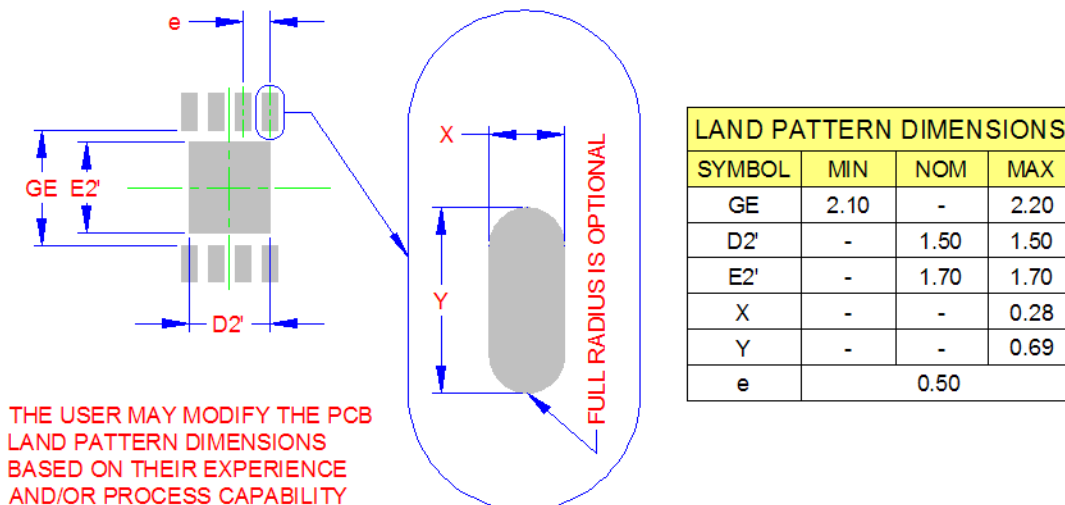 e
GE E2'
D2'
THE USER MAY MODIFY THE PCB
LAND PATTERN DIMENSIONS
BASED ON THEIR EXPERIENCE
AND/OR PROCESS CAPABILITY
X
Y
FULL RADIUS IS OPTIONAL
LAND PATTERN DIMENSIONS
SYMBOL MIN NOM MAX
GE 2.10 - 2.20
D2' - 1.50 1.50
E2' - 1.70 1.70
X - - 0.28
Y - - 0.69
e 0.50